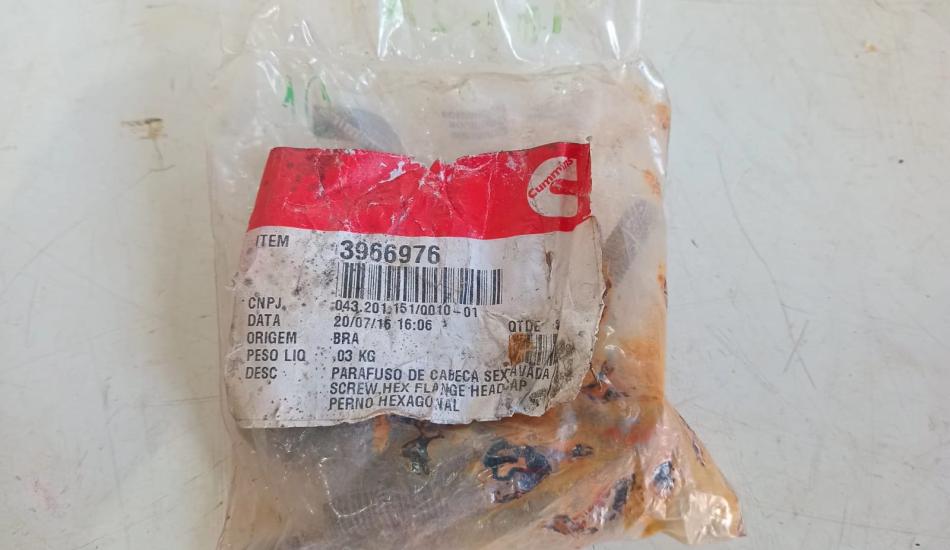 Cummins
ITEM 3966976
CNPJ 043.201.151/0010-01
DATA 20/07/16 16:06 QTDE
ORIGEM BRA
PESO LIQ .03 KG
DESC PARAFUSO DE CABECA SEXAVADA
SCREW,HEX FLANGE HEAD CAP
PERNO HEXAGONAL